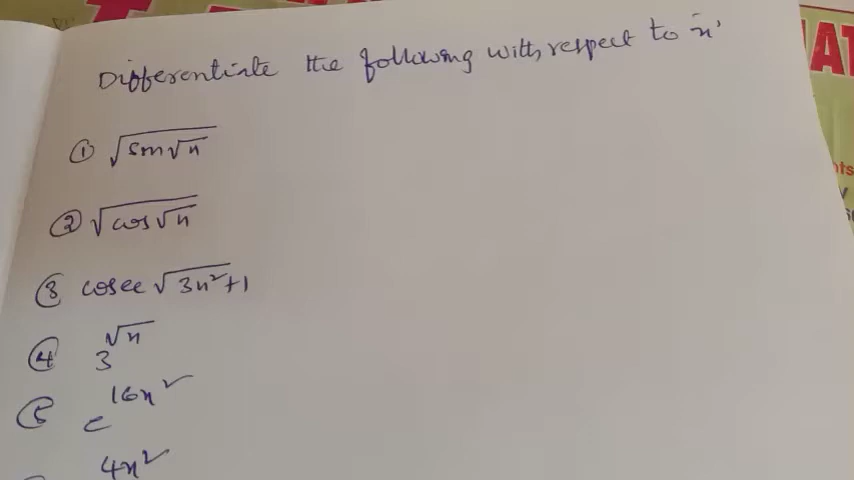 Differentiate the following with respect to 'x'
① √sin√x
② √cos√x
③ cosec √3x²+1
④ 3^√x
⑤ e^16x²
4x²